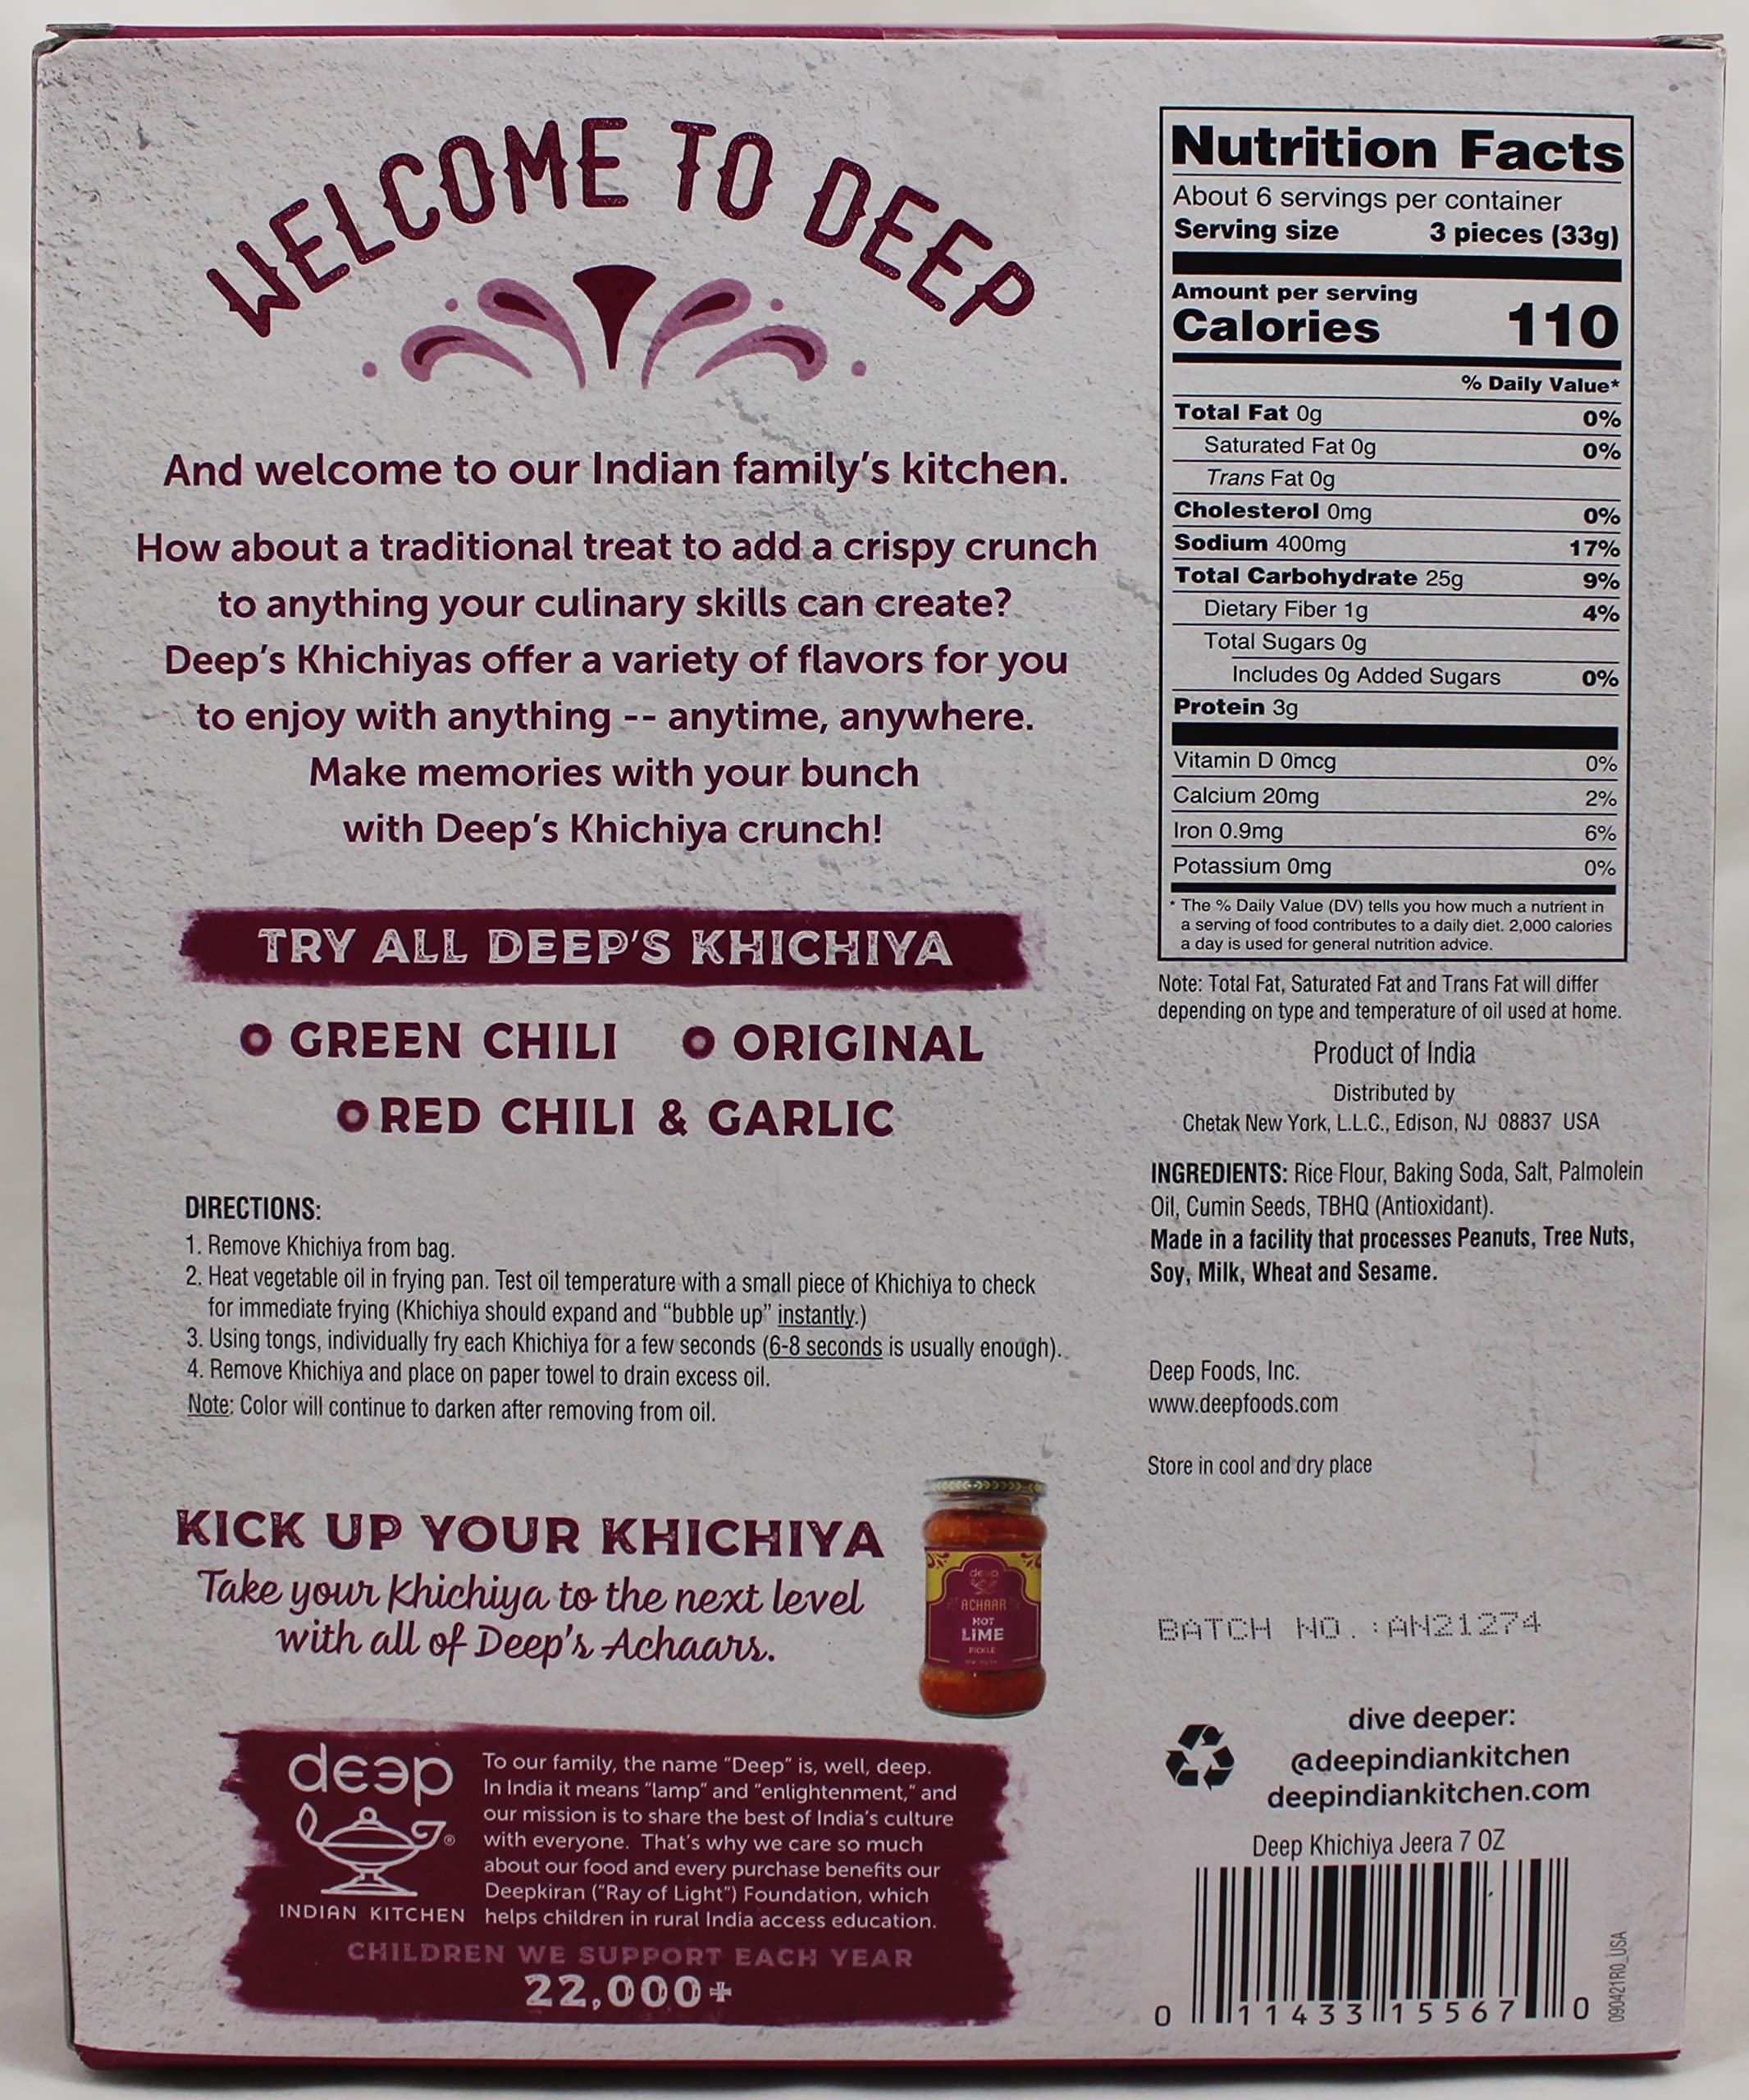 WELCOME TO DEEP
And welcome to our Indian family's kitchen.
How about a traditional treat to add a crispy crunch
to anything your culinary skills can create?
Deep's Khichiyas offer a variety of flavors for you
to enjoy with anything -- anytime, anywhere.
Make memories with your bunch
with Deep's Khichiya crunch!
TRY ALL DEEP'S KHICHIYA
GREEN CHILI
ORIGINAL
RED CHILI & GARLIC
DIRECTIONS:
1. Remove Khichiya from bag.
2. Heat vegetable oil in frying pan. Test oil temperature with a small piece of Khichiya to check
for immediate frying (Khichiya should expand and “bubble up” instantly.)
3. Using tongs, individually fry each Khichiya for a few seconds (6-8 seconds is usually enough).
4. Remove Khichiya and place on paper towel to drain excess oil.
Note: Color will continue to darken after removing from oil.
KICK UP YOUR KHICHIYA
Take your Khichiya to the next level
with all of Deep's Achaars.
deep
ACHAAR
HOT
LIME
PICKLE
deep
INDIAN KITCHEN
To our family, the name “Deep” is, well, deep.
In India it means “lamp” and “enlightenment,” and
our mission is to share the best of India's culture
with everyone. That's why we care so much
about our food and every purchase benefits our
Deepkiran (“Ray of Light”) Foundation, which
helps children in rural India access education.
CHILDREN WE SUPPORT EACH YEAR
22,000+
Nutrition Facts
About 6 servings per container
Serving size 3 pieces (33g)
Amount per serving
Calories 110
% Daily Value*
Total Fat 0g 0%
Saturated Fat 0g 0%
Trans Fat 0g
Cholesterol 0mg 0%
Sodium 400mg 17%
Total Carbohydrate 25g 9%
Dietary Fiber 1g 4%
Total Sugars 0g
Includes 0g Added Sugars 0%
Protein 3g
Vitamin D 0mcg 0%
Calcium 20mg 2%
Iron 0.9mg 6%
Potassium 0mg 0%
* The % Daily Value (DV) tells you how much a nutrient in
a serving of food contributes to a daily diet. 2,000 calories
a day is used for general nutrition advice.
Note: Total Fat, Saturated Fat and Trans Fat will differ
depending on type and temperature of oil used at home.
Product of India
Distributed by
Chetak New York, L.L.C., Edison, NJ 08837 USA
INGREDIENTS: Rice Flour, Baking Soda, Salt, Palmolein
Oil, Cumin Seeds, TBHQ (Antioxidant).
Made in a facility that processes Peanuts, Tree Nuts,
Soy, Milk, Wheat and Sesame.
Deep Foods, Inc.
www.deepfoods.com
Store in cool and dry place
BATCH NO.:AN21274
dive deeper:
@deepindiankitchen
deepindiankitchen.com
Deep Khichiya Jeera 7 OZ
0 11433 15567 0
090421R0_USA